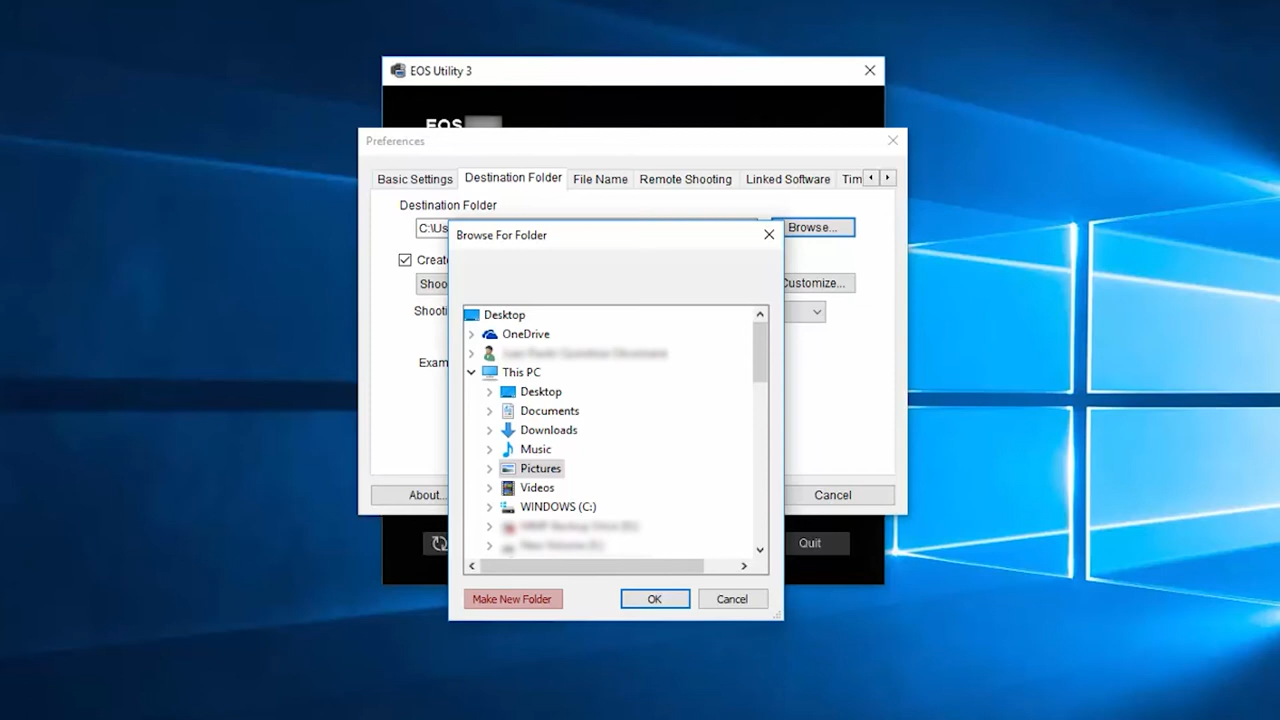 EOS Utility 3
EOS
Preferences
Basic Settings Destination Folder File Name Remote Shooting Linked Software Tim
Destination Folder
C:\Us Browse...
Browse For Folder
Create
Shoo Customize...
Shooti
Exam
Desktop
OneDrive
This PC
Desktop
Documents
Downloads
Music
Pictures
Videos
WINDOWS (C:)
About... Cancel
Quit
Make New Folder OK Cancel